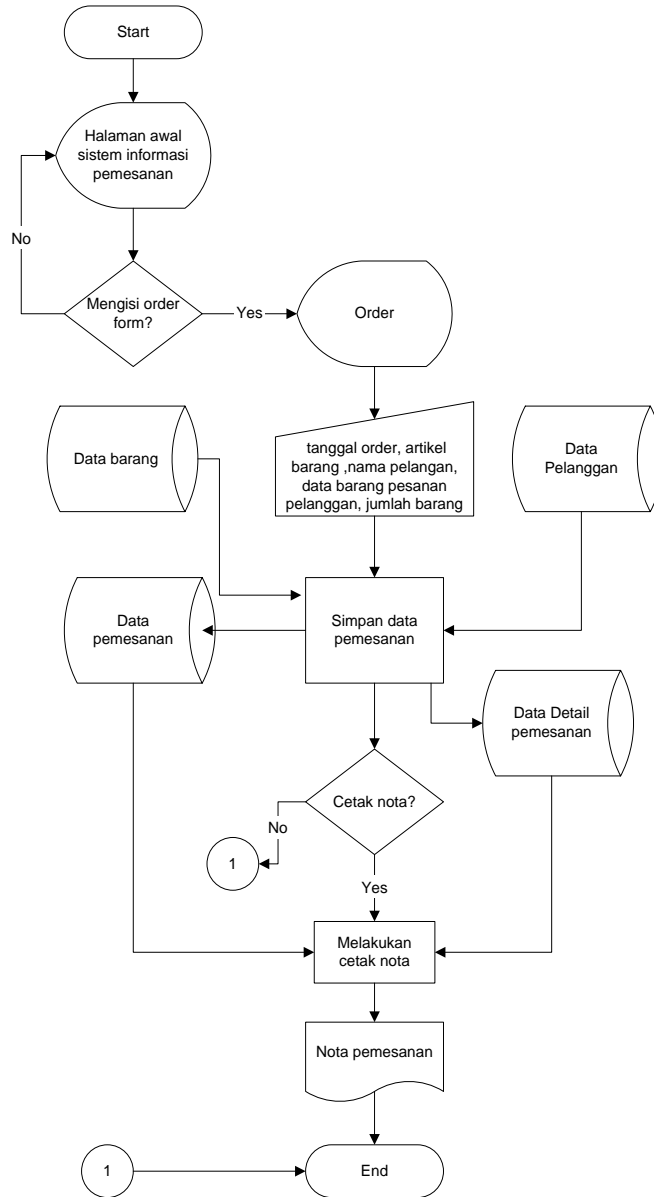 Start
Halaman awal
sistem informasi
pemesanan
No
Mengisi order
form?
Yes
Order
Data barang
tanggal order, artikel
barang ,nama pelangan,
data barang pesanan
pelanggan, jumlah barang
Data
Pelanggan
Data
pemesanan
Simpan data
pemesanan
Data Detail
pemesanan
Cetak nota?
No
1
Yes
Melakukan
cetak nota
Nota pemesanan
1
End